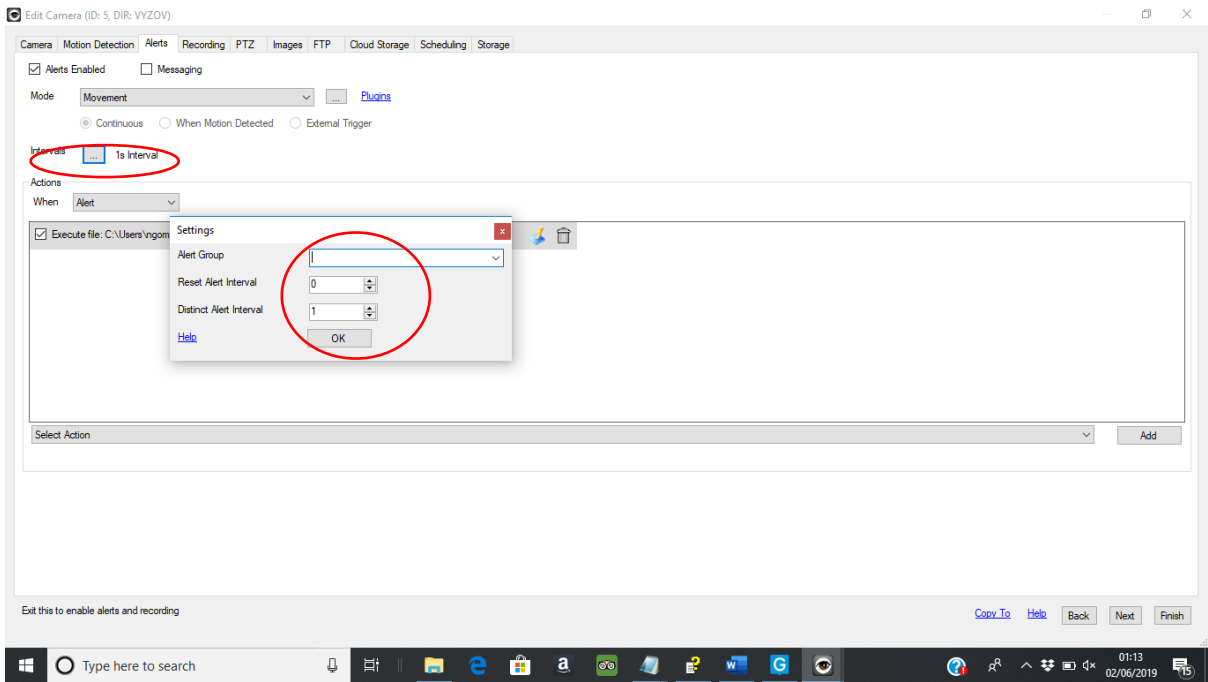 Edit Camera (ID: 5, DIR: VYZOV)
Camera Motion Detection Alerts Recording PTZ Images FTP Cloud Storage Scheduling Storage
Alerts Enabled Messaging
Mode Movement ... Plugins
Continuous When Motion Detected External Trigger
Intervals ... 1s Interval
Actions
When Alert
Execute file: C:\Users\ngom
Settings x
Alert Group
Reset Alert Interval 0
Distinct Alert Interval 1
Help OK
Select Action Add
Exit this to enable alerts and recording
Copy To Help Back Next Finish
Type here to search
a W G
01:13
02/06/2019
15